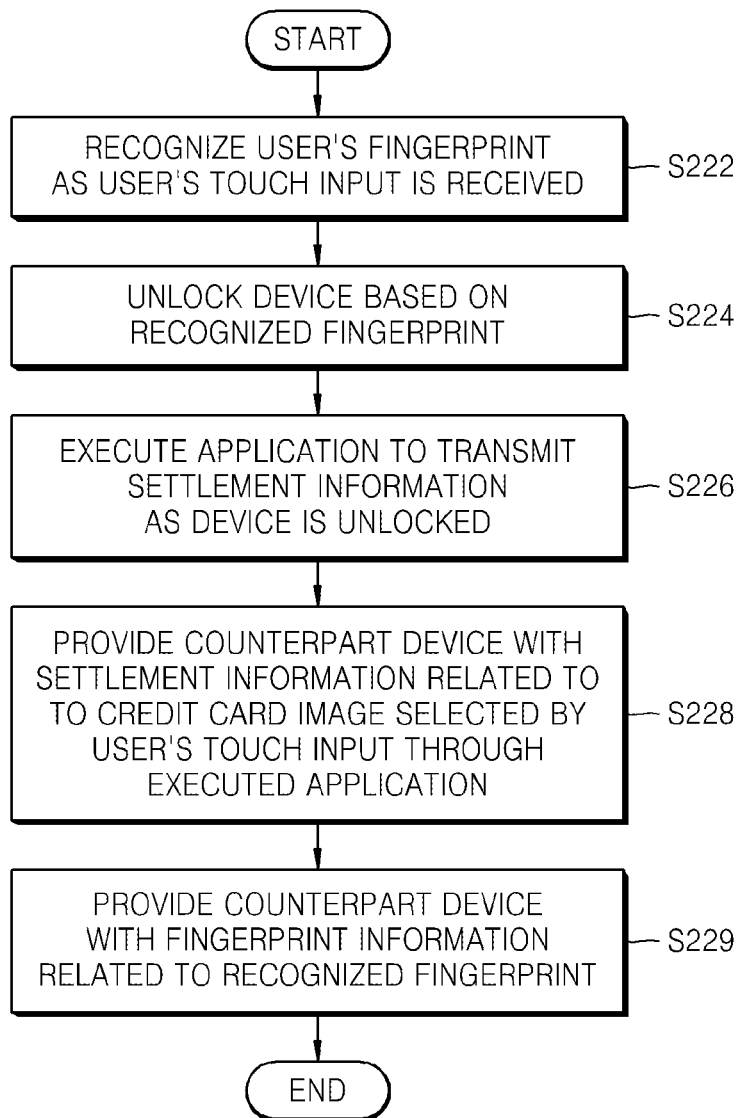 START
RECOGNIZE USER'S FINGERPRINT
AS USER'S TOUCH INPUT IS RECEIVED
S222
UNLOCK DEVICE BASED ON
RECOGNIZED FINGERPRINT
S224
EXECUTE APPLICATION TO TRANSMIT
SETTLEMENT INFORMATION
AS DEVICE IS UNLOCKED
S226
PROVIDE COUNTERPART DEVICE WITH
SETTLEMENT INFORMATION RELATED TO
TO CREDIT CARD IMAGE SELECTED BY
USER'S TOUCH INPUT THROUGH
EXECUTED APPLICATION
S228
PROVIDE COUNTERPART DEVICE
WITH FINGERPRINT INFORMATION
RELATED TO RECOGNIZED FINGERPRINT
S229
END